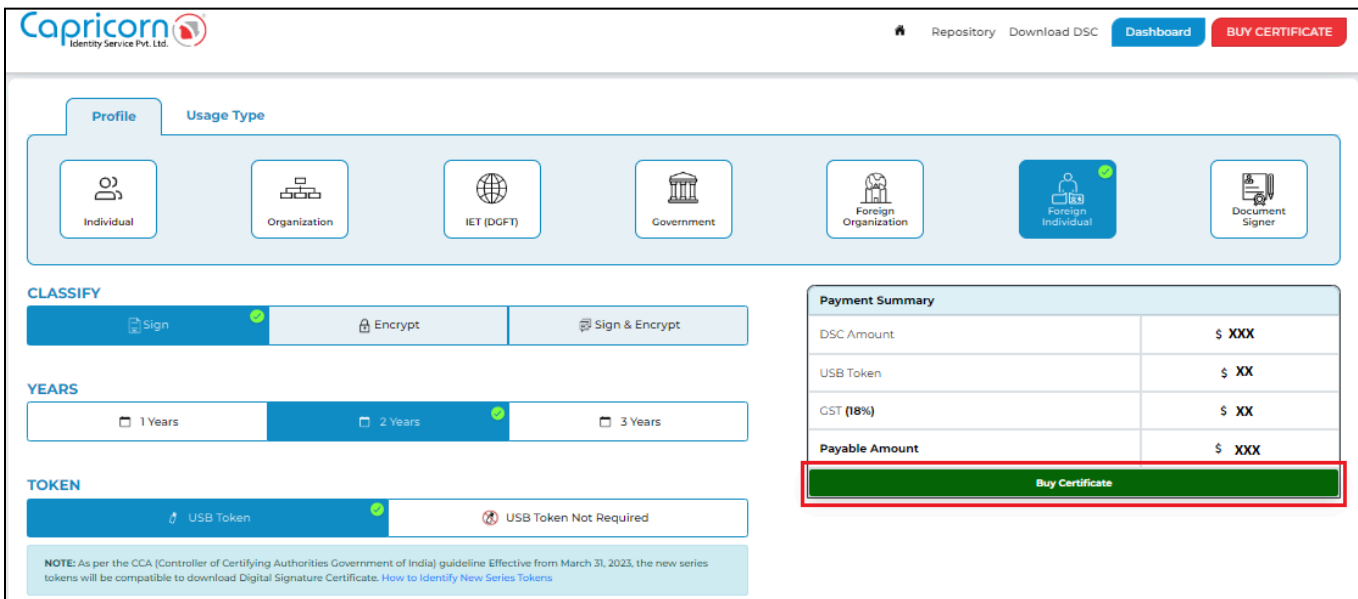 Capricorn
Identity Service Pvt. Ltd.
Repository Download DSC Dashboard BUY CERTIFICATE
Profile Usage Type
Individual
Organization
IET (DGFT)
Government
Foreign
Organization
Foreign
Individual
Document
Signer
CLASSIFY
Sign Encrypt Sign & Encrypt
YEARS
1 Years 2 Years 3 Years
TOKEN
USB Token USB Token Not Required
NOTE: As per the CCA (Controller of Certifying Authorities Government of India) guideline Effective from March 31, 2023, the new series
tokens will be compatible to download Digital Signature Certificate. How to Identify New Series Tokens
Payment Summary
DSC Amount $ XXX
USB Token $ XX
GST (18%) $ XX
Payable Amount $ XXX
Buy Certificate